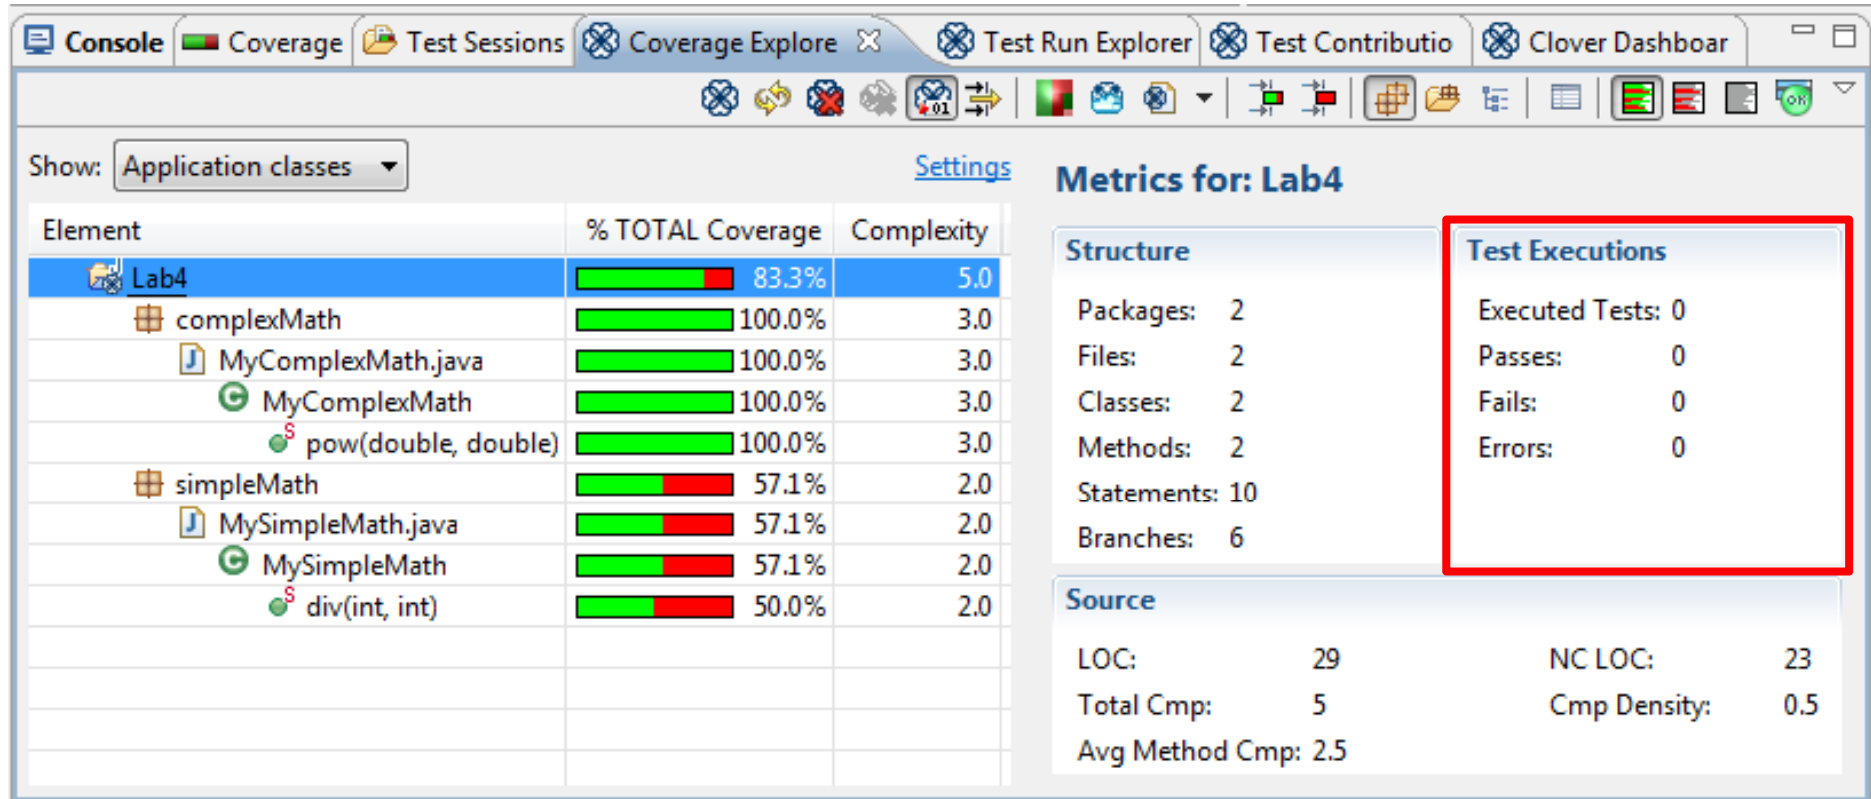 Console Coverage Test Sessions Coverage Explore Test Run Explorer Test Contributio Clover Dashboar
01 OK
Show: Application classes Settings
Element % TOTAL Coverage Complexity
Lab4 83.3% 5.0
complexMath 100.0% 3.0
J MyComplexMath.java 100.0% 3.0
C MyComplexMath 100.0% 3.0
S pow(double, double) 100.0% 3.0
simpleMath 57.1% 2.0
J MySimpleMath.java 57.1% 2.0
C MySimpleMath 57.1% 2.0
S div(int, int) 50.0% 2.0
Metrics for: Lab4
Structure
Packages: 2
Files: 2
Classes: 2
Methods: 2
Statements: 10
Branches: 6
Test Executions
Executed Tests: 0
Passes: 0
Fails: 0
Errors: 0
Source
LOC: 29 NC LOC: 23
Total Cmp: 5 Cmp Density: 0.5
Avg Method Cmp: 2.5